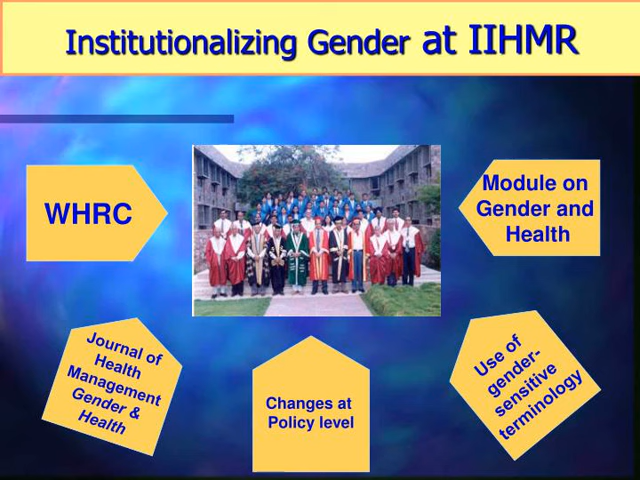 Institutionalizing Gender at IIHMR
WHRC
Module on
Gender and
Health
Journal of
Health
Management
Gender &
Health
Changes at
Policy level
Use of
gender-
sensitive
terminology